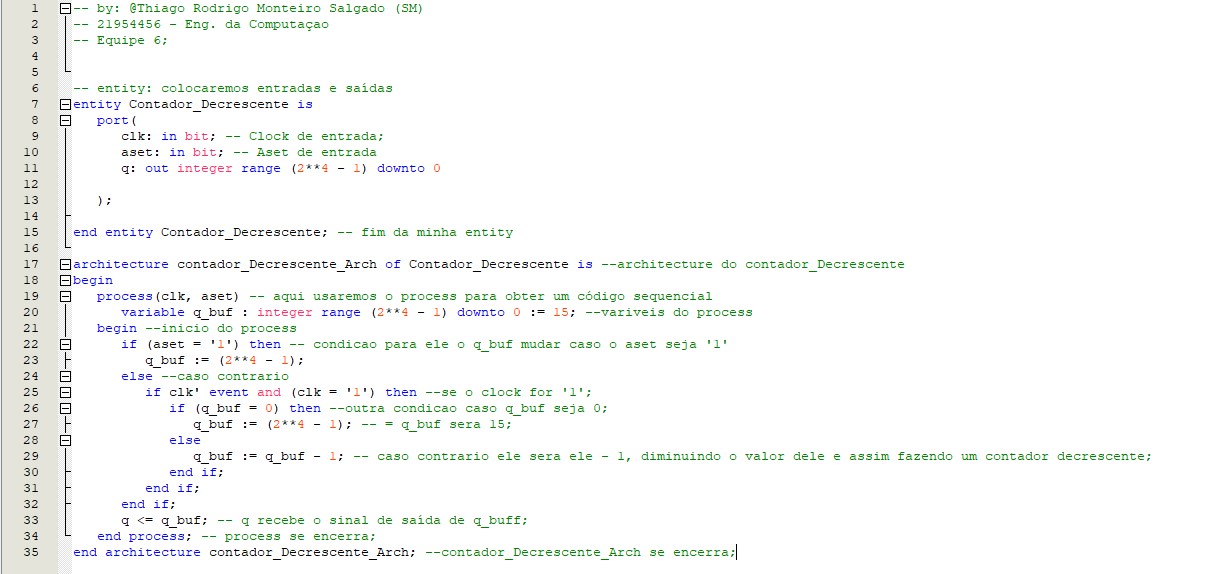 1 -- by: @Thiago Rodrigo Monteiro Salgado (SM)
2 -- 21954456 - Eng. da Computaçao
3 -- Equipe 6;
4
5
6 -- entity: colocaremos entradas e saídas
7 entity Contador_Decrescente is
8 port(
9 clk: in bit; -- Clock de entrada;
10 aset: in bit; -- Aset de entrada
11 q: out integer range (2**4 - 1) downto 0
12
13 );
14
15 end entity Contador_Decrescente; -- fim da minha entity
16
17 architecture contador_Decrescente_Arch of Contador_Decrescente is --architecture do contador_Decrescente
18 begin
19 process(clk, aset) -- aqui usaremos o process para obter um código sequencial
20 variable q_buf : integer range (2**4 - 1) downto 0 := 15; --variveis do process
21 begin --inicio do process
22 if (aset = '1') then -- condicao para ele o q_buf mudar caso o aset seja '1'
23 q_buf := (2**4 - 1);
24 else --caso contrario
25 if clk' event and (clk = '1') then --se o clock for '1';
26 if (q_buf = 0) then --outra condicao caso q_buf seja 0;
27 q_buf := (2**4 - 1); -- = q_buf sera 15;
28 else
29 q_buf := q_buf - 1; -- caso contrario ele sera ele - 1, diminuindo o valor dele e assim fazendo um contador decrescente;
30 end if;
31 end if;
32 end if;
33 q <= q_buf; -- q recebe o sinal de saída de q_buff;
34 end process; -- process se encerra;
35 end architecture contador_Decrescente_Arch; --contador_Decrescente_Arch se encerra;